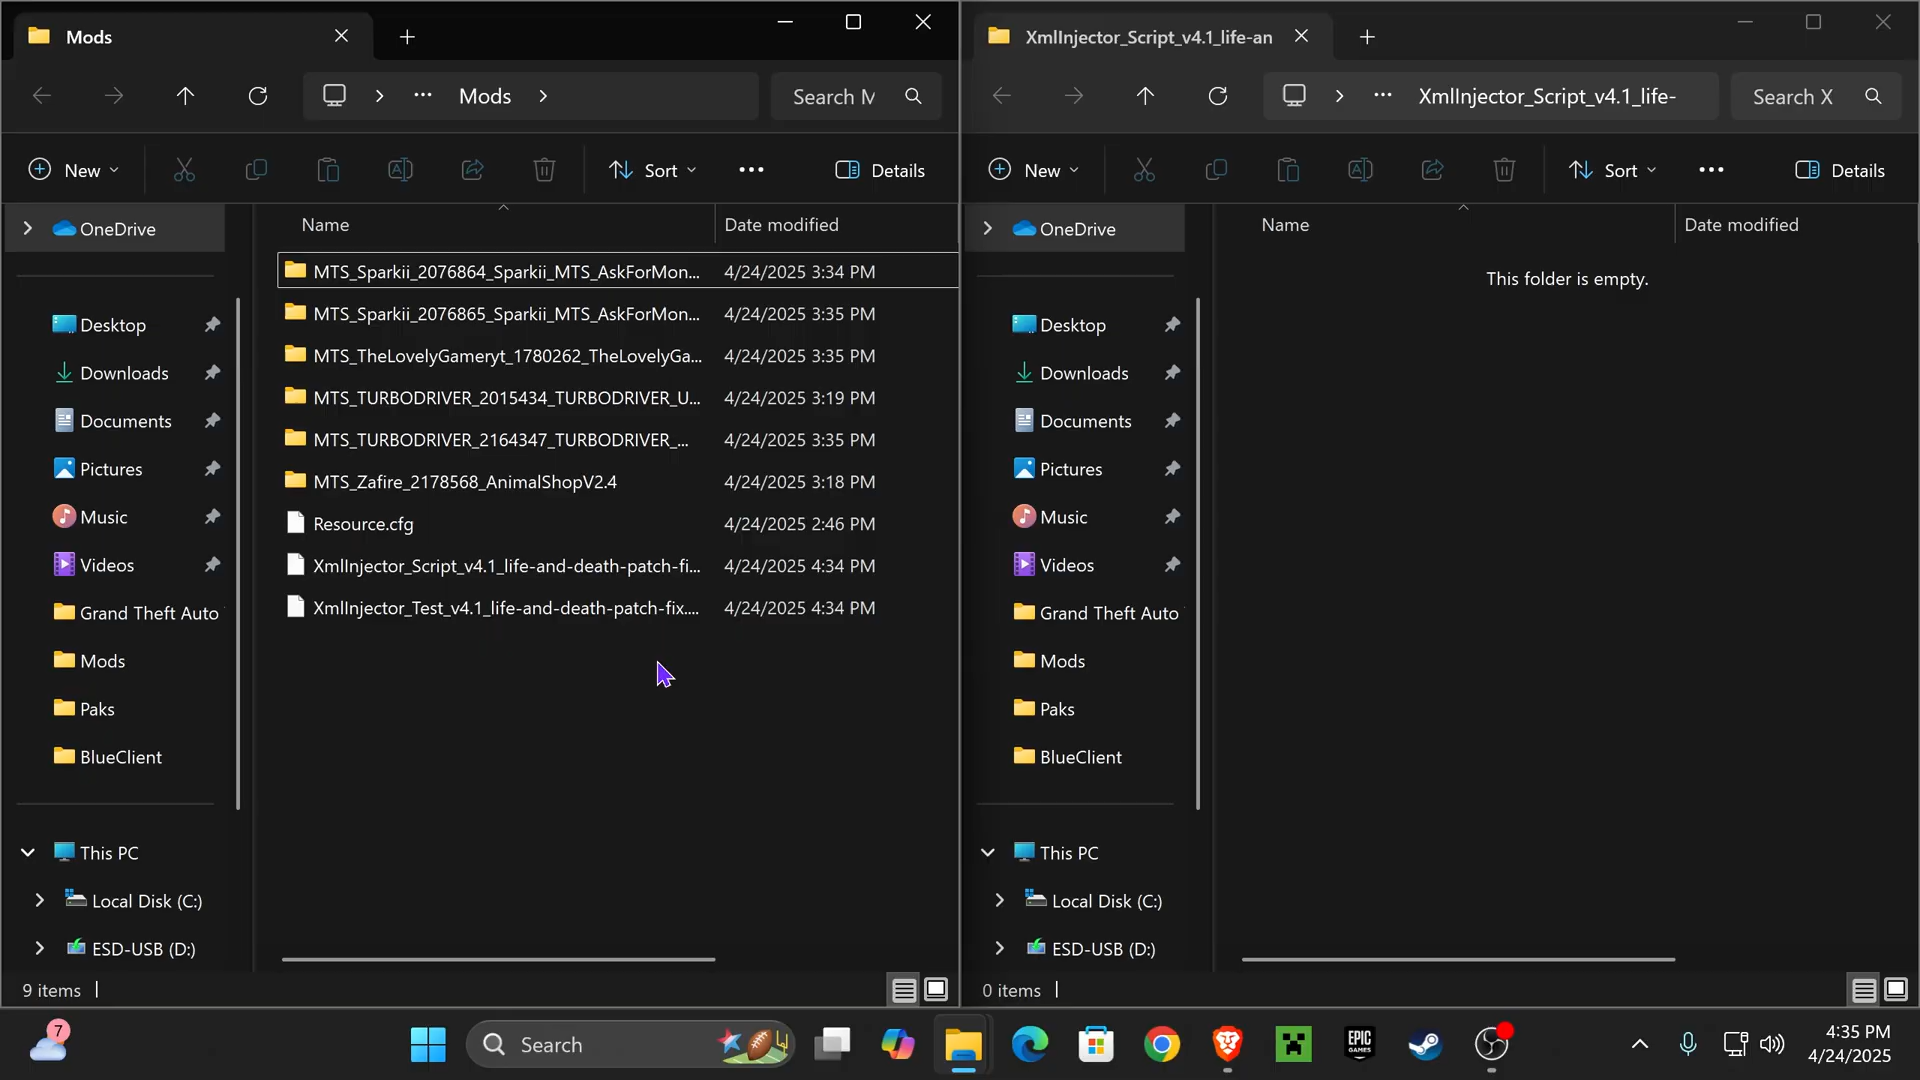 Mods
Mods
Search M
New
Sort
Details
OneDrive
Desktop
Downloads
Documents
Pictures
Music
Videos
Grand Theft Auto
Mods
Paks
BlueClient
This PC
Local Disk (C:)
ESD-USB (D:)
Name Date modified
MTS_Sparkii_2076864_Sparkii_MTS_AskForMon... 4/24/2025 3:34 PM
MTS_Sparkii_2076865_Sparkii_MTS_AskForMon... 4/24/2025 3:35 PM
MTS_TheLovelyGameryt_1780262_TheLovelyGa... 4/24/2025 3:35 PM
MTS_TURBODRIVER_2015434_TURBODRIVER_U... 4/24/2025 3:19 PM
MTS_TURBODRIVER_2164347_TURBODRIVER_... 4/24/2025 3:35 PM
MTS_Zafire_2178568_AnimalShopV2.4 4/24/2025 3:18 PM
Resource.cfg 4/24/2025 2:46 PM
XmlInjector_Script_v4.1_life-and-death-patch-fi... 4/24/2025 4:34 PM
XmlInjector_Test_v4.1_life-and-death-patch-fix.... 4/24/2025 4:34 PM
9 items
XmlInjector_Script_v4.1_life-an
XmlInjector_Script_v4.1_life-
Search X
New
Sort
Details
OneDrive
Desktop
Downloads
Documents
Pictures
Music
Videos
Grand Theft Auto
Mods
Paks
BlueClient
This PC
Local Disk (C:)
ESD-USB (D:)
Name Date modified
This folder is empty.
0 items
7
Search
EPIC
GAMES
4:35 PM
4/24/2025